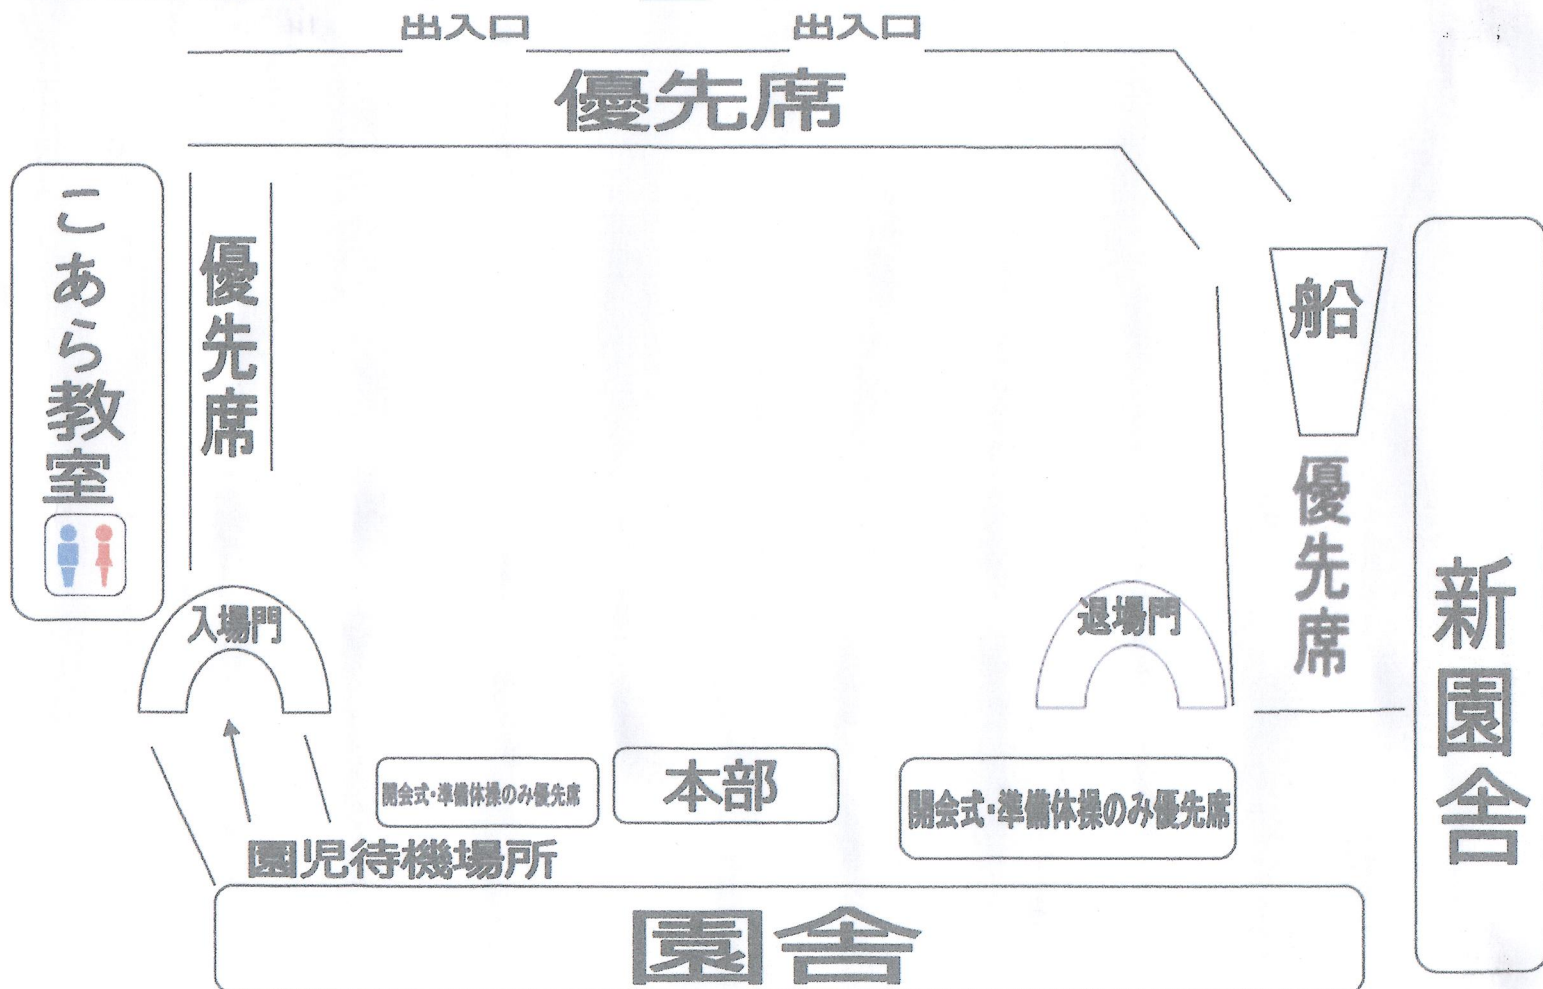 出入口
出入口
優先席
こあら教室
優先席
船
優先席
新園舎
入場門
退場門
開会式・準備体操のみ優先席
本部
開会式・準備体操のみ優先席
園児待機場所
園舎